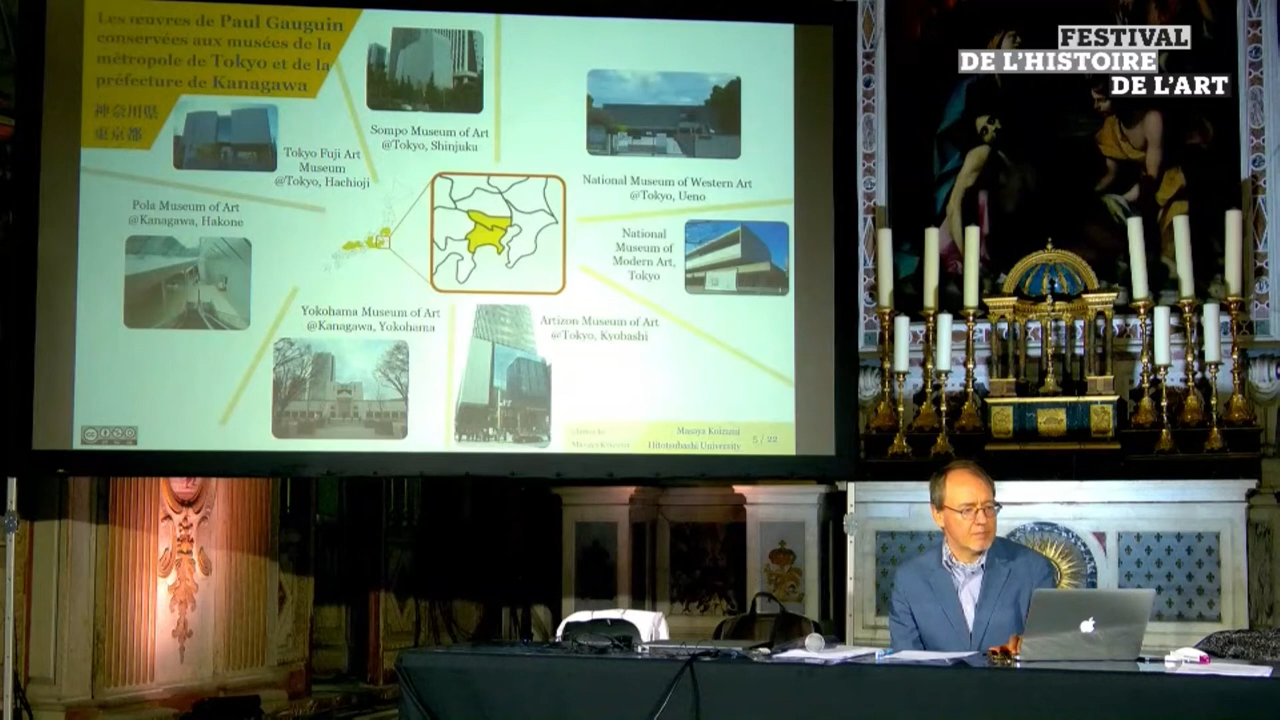 Les œuvres de Paul Gauguin
conservées aux musées de la
métropole de Tokyo et de la
préfecture de Kanagawa
神奈川県
東京都
Sompo Museum of Art
@Tokyo, Shinjuku
Tokyo Fuji Art
Museum
@Tokyo, Hachioji
National Museum of Western Art
@Tokyo, Ueno
Pola Museum of Art
@Kanagawa, Hakone
National
Museum of
Modern Art,
Tokyo
Yokohama Museum of Art
@Kanagawa, Yokohama
Artizon Museum of Art
@Tokyo, Kyobashi
Masaya Koizumi
Hitotsubashi University
5 / 22
FESTIVAL
DE L'HISTOIRE
DE L'ART